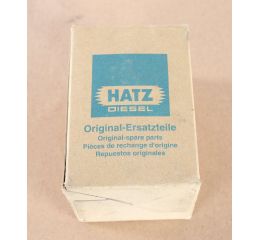 HATZ
DIESEL
Original-Ersatzteile
Original-spare parts
Pièces de rechange d'origine
Repuestos originales